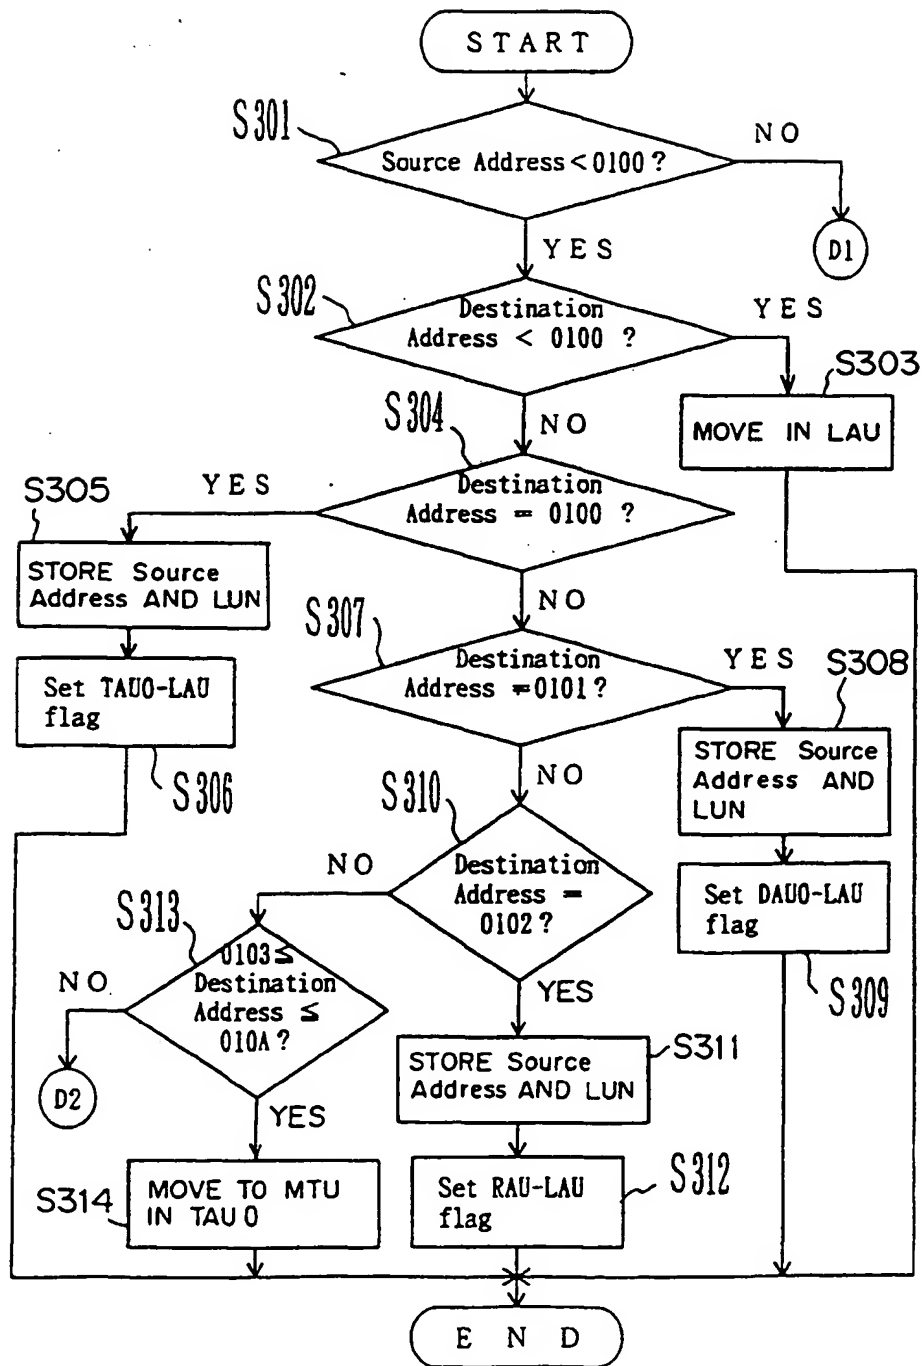 START
S301
Source Address < 0100 ?
NO
D1
YES
S302
Destination
Address < 0100 ?
YES
S303
MOVE IN LAU
NO
S304
Destination
Address = 0100 ?
YES
S305
STORE Source
Address AND LUN
Set TAU0-LAU
flag
S306
NO
S307
Destination
Address =0101?
YES
S308
STORE Source
Address AND
LUN
Set DAU0-LAU
flag
S309
NO
S310
Destination
Address =
0102?
NO
S313
0103≤
Destination
Address ≤
010A?
NO
D2
YES
S314
MOVE TO MTU
IN TAU 0
YES
S311
STORE Source
Address AND LUN
Set RAU-LAU
flag
S312
END